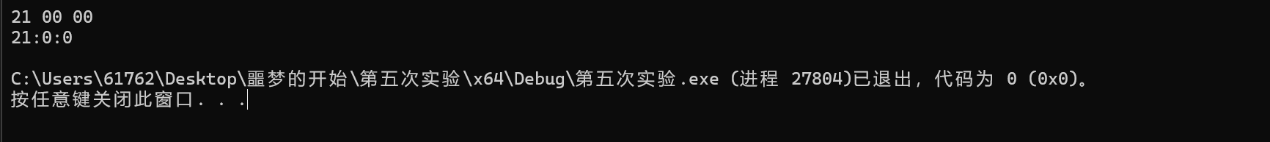 21 00 00
21:0:0
C:\Users\61762\Desktop\噩梦的开始\第五次实验\x64\Debug\第五次实验.exe (进程 27804)已退出，代码为 0 (0x0)。
按任意键关闭此窗口. . .